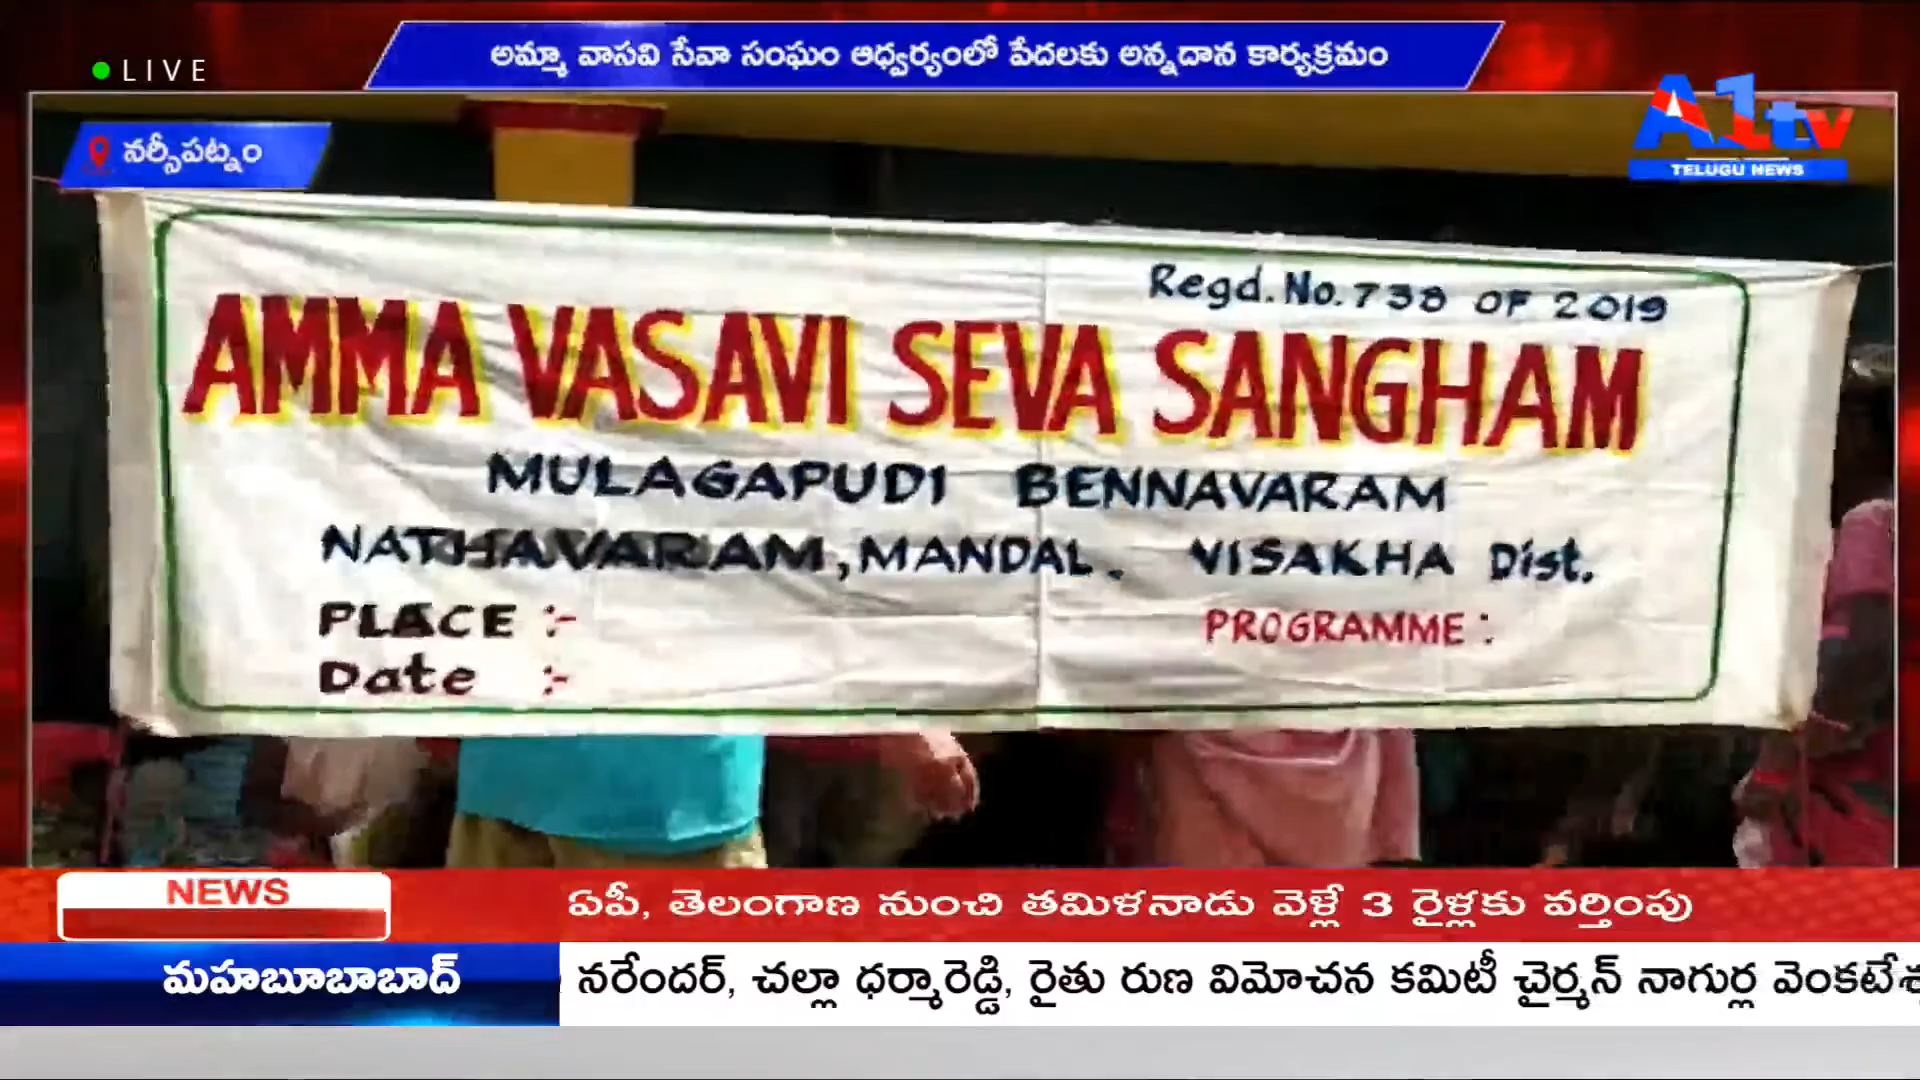 అమ్మా వాసవి సేవా సంఘం ఆధ్వర్యంలో పేదలకు అన్నదాన కార్యక్రమం
LIVE
A1tv
TELUGU NEWS
నర్సీపట్నం
Regd.No.738 OF 2019
AMMA VASAVI SEVA SANGHAM
MULAGAPUDI BENNAVARAM
NATHAVARAM, MANDAL. VISAKHA Dist.
PLACE :-
PROGRAMME :
Date :-
NEWS
ఏపీ, తెలంగాణ నుంచి తమిళనాడు వెళ్లే 3 రైళ్లకు వర్తింపు
మహబూబాబాద్
నరేందర్, చల్లా ధర్మారెడ్డి, రైతు రుణ విమోచన కమిటీ చైర్మన్ నాగుర్ల